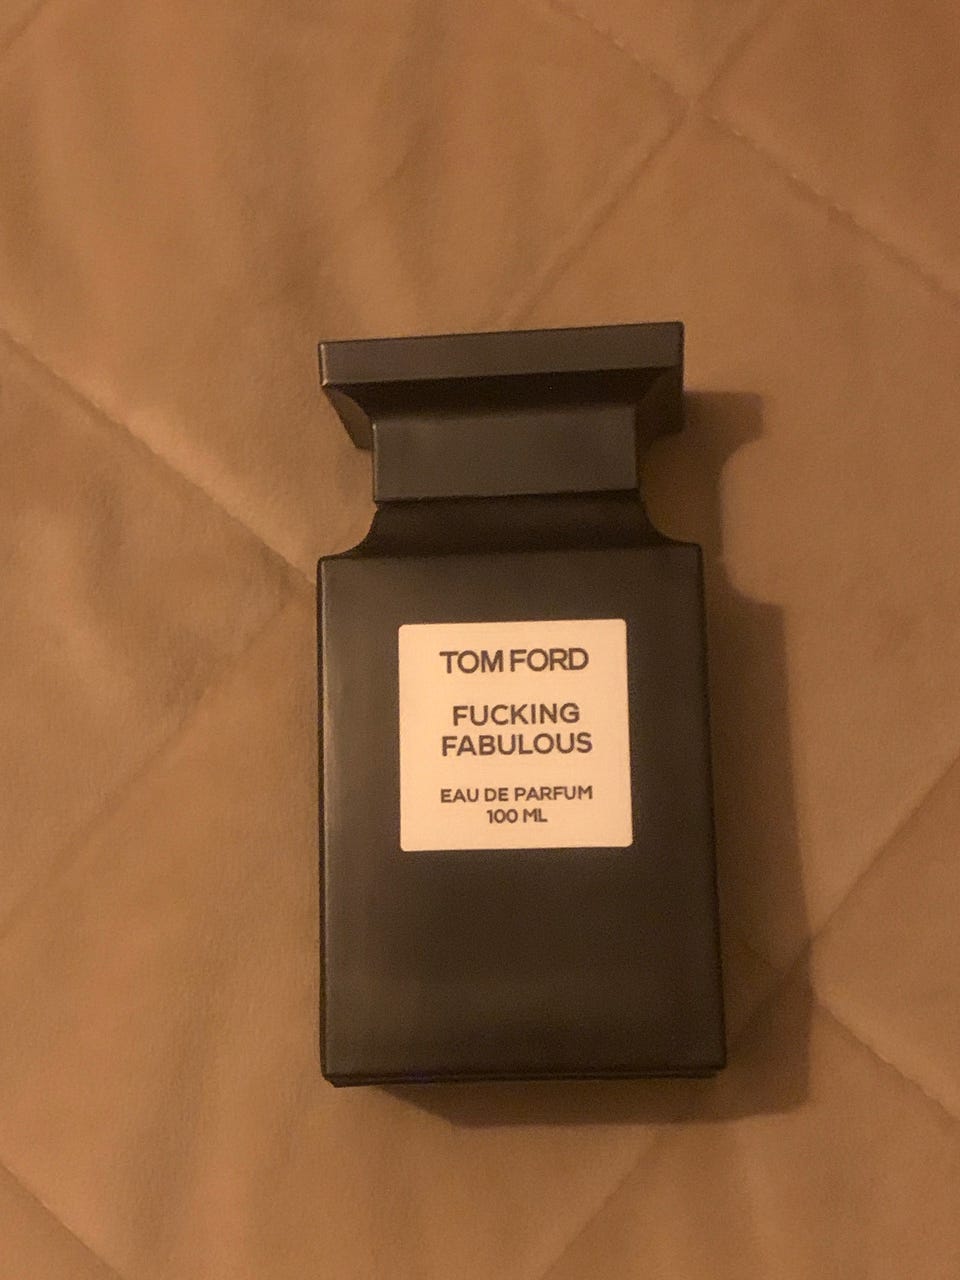 TOM FORD
FUCKING
FABULOUS
EAU DE PARFUM
100 ML